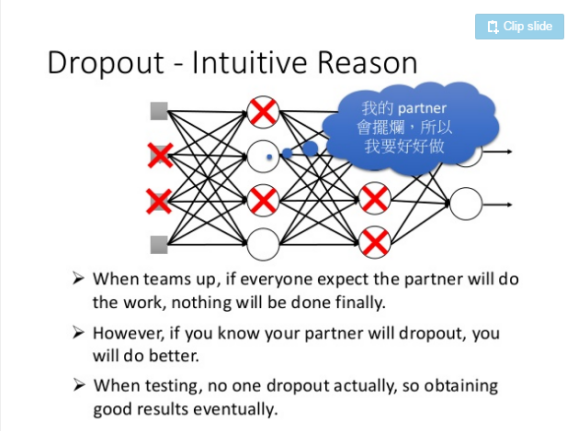 Clip slide
Dropout - Intuitive Reason
我的 partner
會擺爛，所以
我要好好做
➢ When teams up, if everyone expect the partner will do
the work, nothing will be done finally.
➢ However, if you know your partner will dropout, you
will do better.
➢ When testing, no one dropout actually, so obtaining
good results eventually.